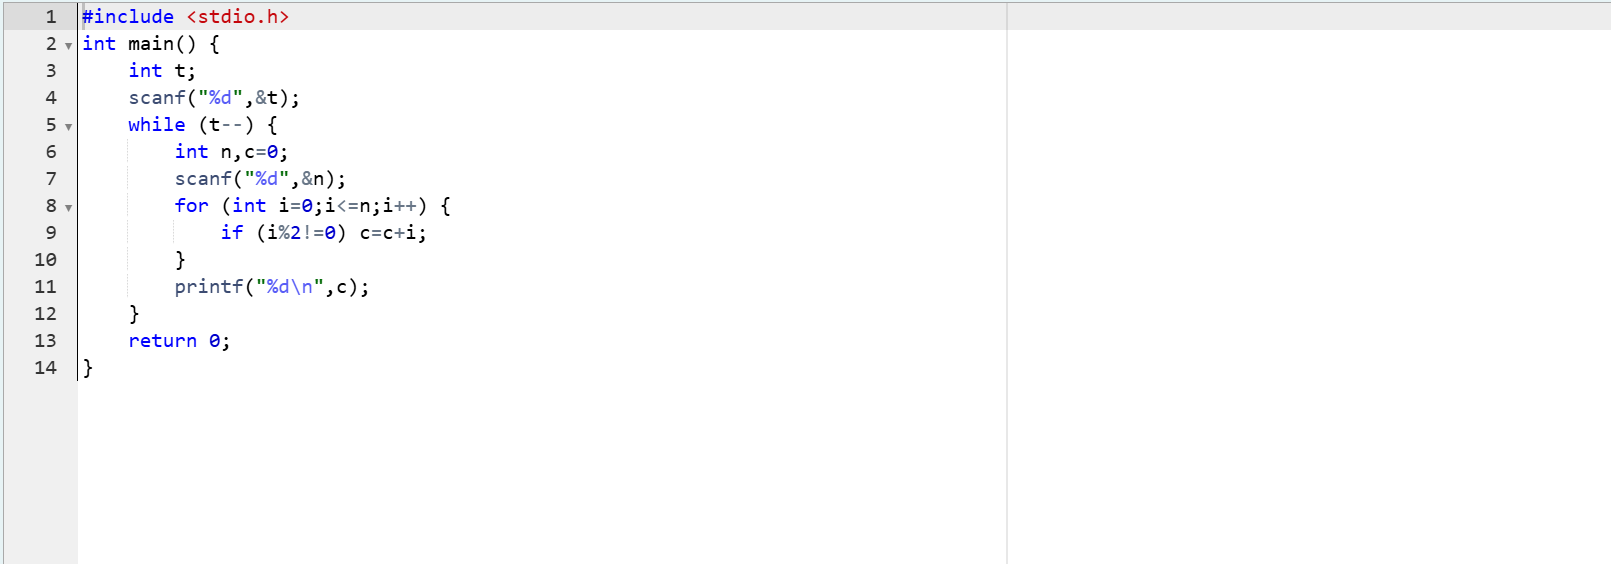 1 #include <stdio.h>
2 int main() {
3     int t;
4     scanf("%d",&t);
5     while (t--) {
6         int n,c=0;
7         scanf("%d",&n);
8         for (int i=0;i<=n;i++) {
9             if (i%2!=0) c=c+i;
10         }
11         printf("%d\n",c);
12     }
13     return 0;
14 }